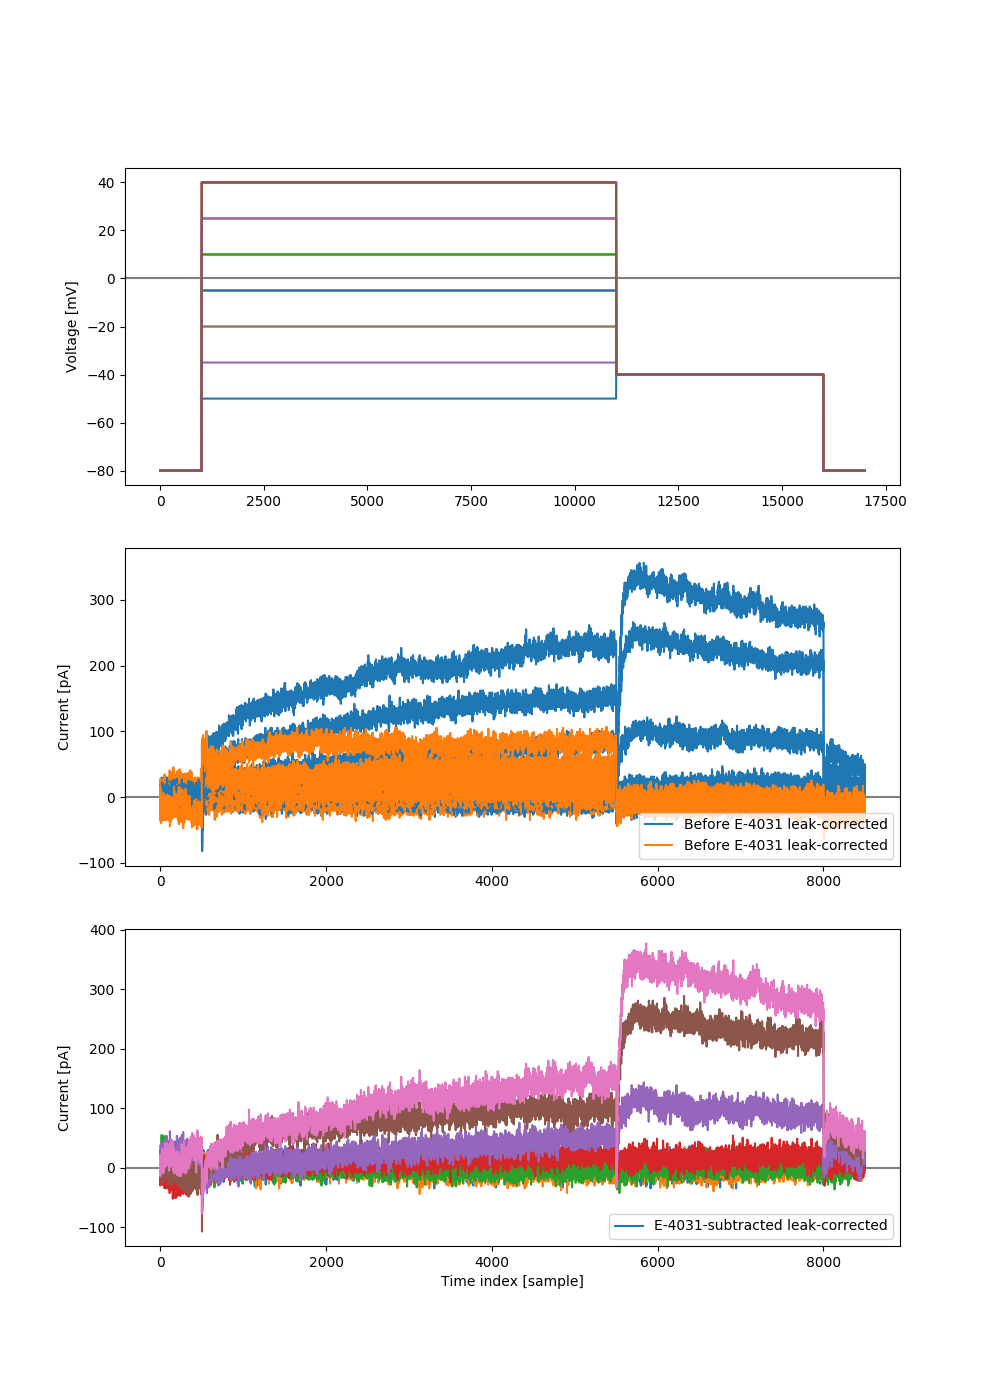 40
20
0
−20
−40
−60
−80
Voltage [mV]
0 2500 5000 7500 10000 12500 15000 17500
300
200
100
0
−100
Current [pA]
Before E-4031 leak-corrected
Before E-4031 leak-corrected
0 2000 4000 6000 8000
400
300
200
100
0
−100
Current [pA]
E-4031-subtracted leak-corrected
0 2000 4000 6000 8000
Time index [sample]